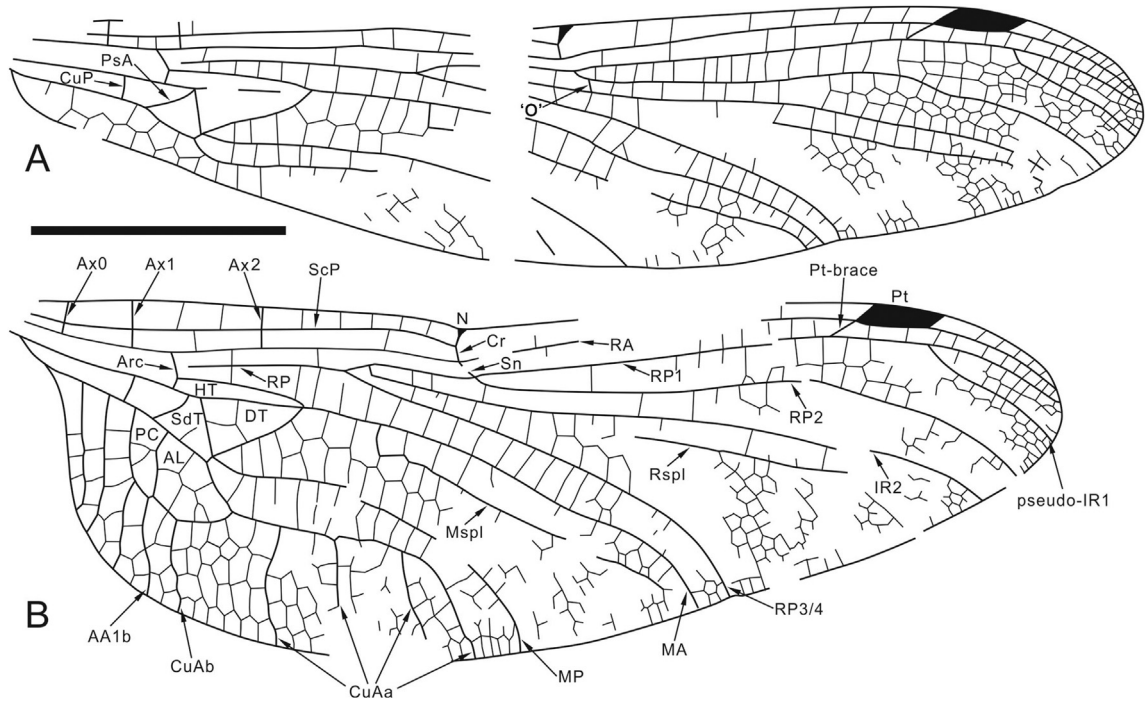 PsA
CuP
'O'
A
Ax0
Ax1
Ax2
ScP
Pt-brace
Pt
N
Cr
RA
Arc
RP
Sn
RP1
HT
RP2
SdT
DT
PC
AL
Rspl
IR2
pseudo-IR1
Mspl
B
RP3/4
AA1b
MA
CuAb
MP
CuAa